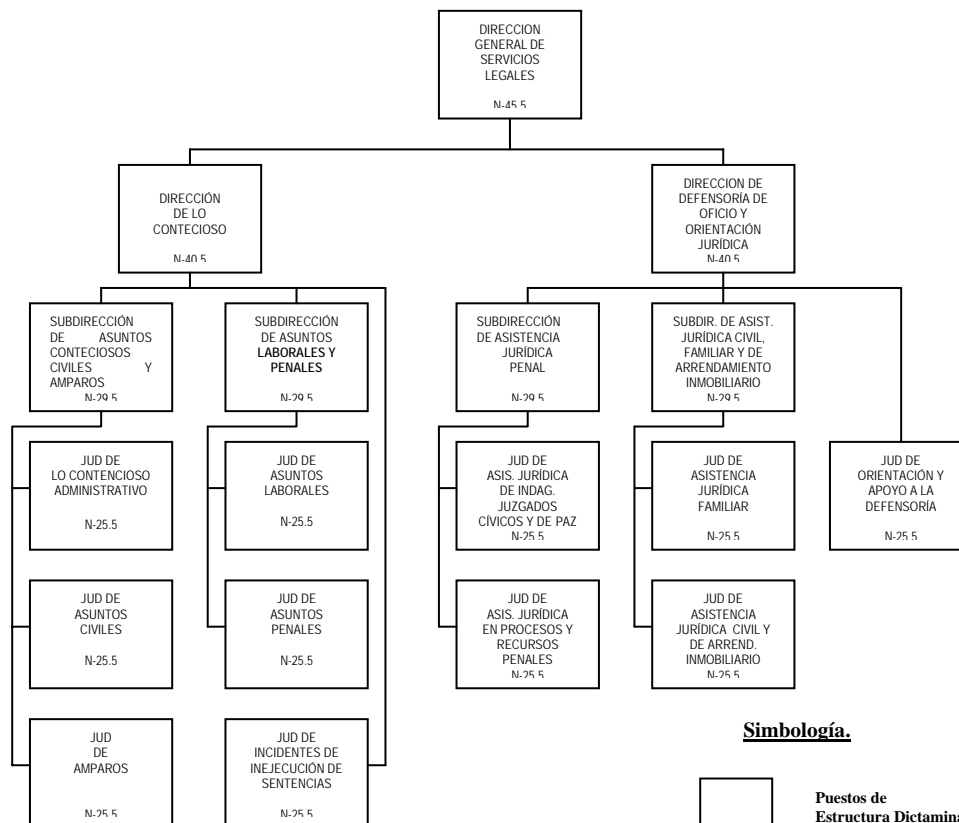 DIRECCION
GENERAL DE
SERVICIOS
LEGALES
N-45.5
DIRECCIÓN
DE LO
CONTECIOSO
N-40.5
DIRECCION DE
DEFENSORÍA DE
OFICIO Y
ORIENTACIÓN
JURÍDICA
N-40.5
SUBDIRECCIÓN
DE ASUNTOS
CONTECIOSOS
CIVILES Y
AMPAROS
N-29.5
SUBDIRECCIÓN
DE ASUNTOS
LABORALES Y
PENALES
N-29.5
SUBDIRECCIÓN
DE ASISTENCIA
JURÍDICA
PENAL
N-29.5
SUBDIR. DE ASIST.
JURÍDICA CIVIL,
FAMILIAR Y DE
ARRENDAMIENTO
INMOBILIARIO
N-29.5
JUD DE
LO CONTENCIOSO
ADMINISTRATIVO
N-25.5
JUD DE
ASUNTOS
LABORALES
N-25.5
JUD DE
ASIS. JURÍDICA
DE INDAG.
JUZGADOS
CÍVICOS Y DE PAZ
N-25.5
JUD DE
ASISTENCIA
JURÍDICA
FAMILIAR
N-25.5
JUD DE
ORIENTACIÓN Y
APOYO A LA
DEFENSORÍA
N-25.5
JUD DE
ASUNTOS
CIVILES
N-25.5
JUD DE
ASUNTOS
PENALES
N-25.5
JUD DE
ASIS. JURÍDICA
EN PROCESOS Y
RECURSOS
PENALES
N-25.5
JUD DE
ASISTENCIA
JURÍDICA CIVIL Y
DE ARREND.
INMOBILIARIO
N-25.5
JUD
DE
AMPAROS
N-25.5
JUD DE
INCIDENTES DE
INEJECUCIÓN DE
SENTENCIAS
N-25.5
Simbología.
Puestos de
Estructura Dictamina